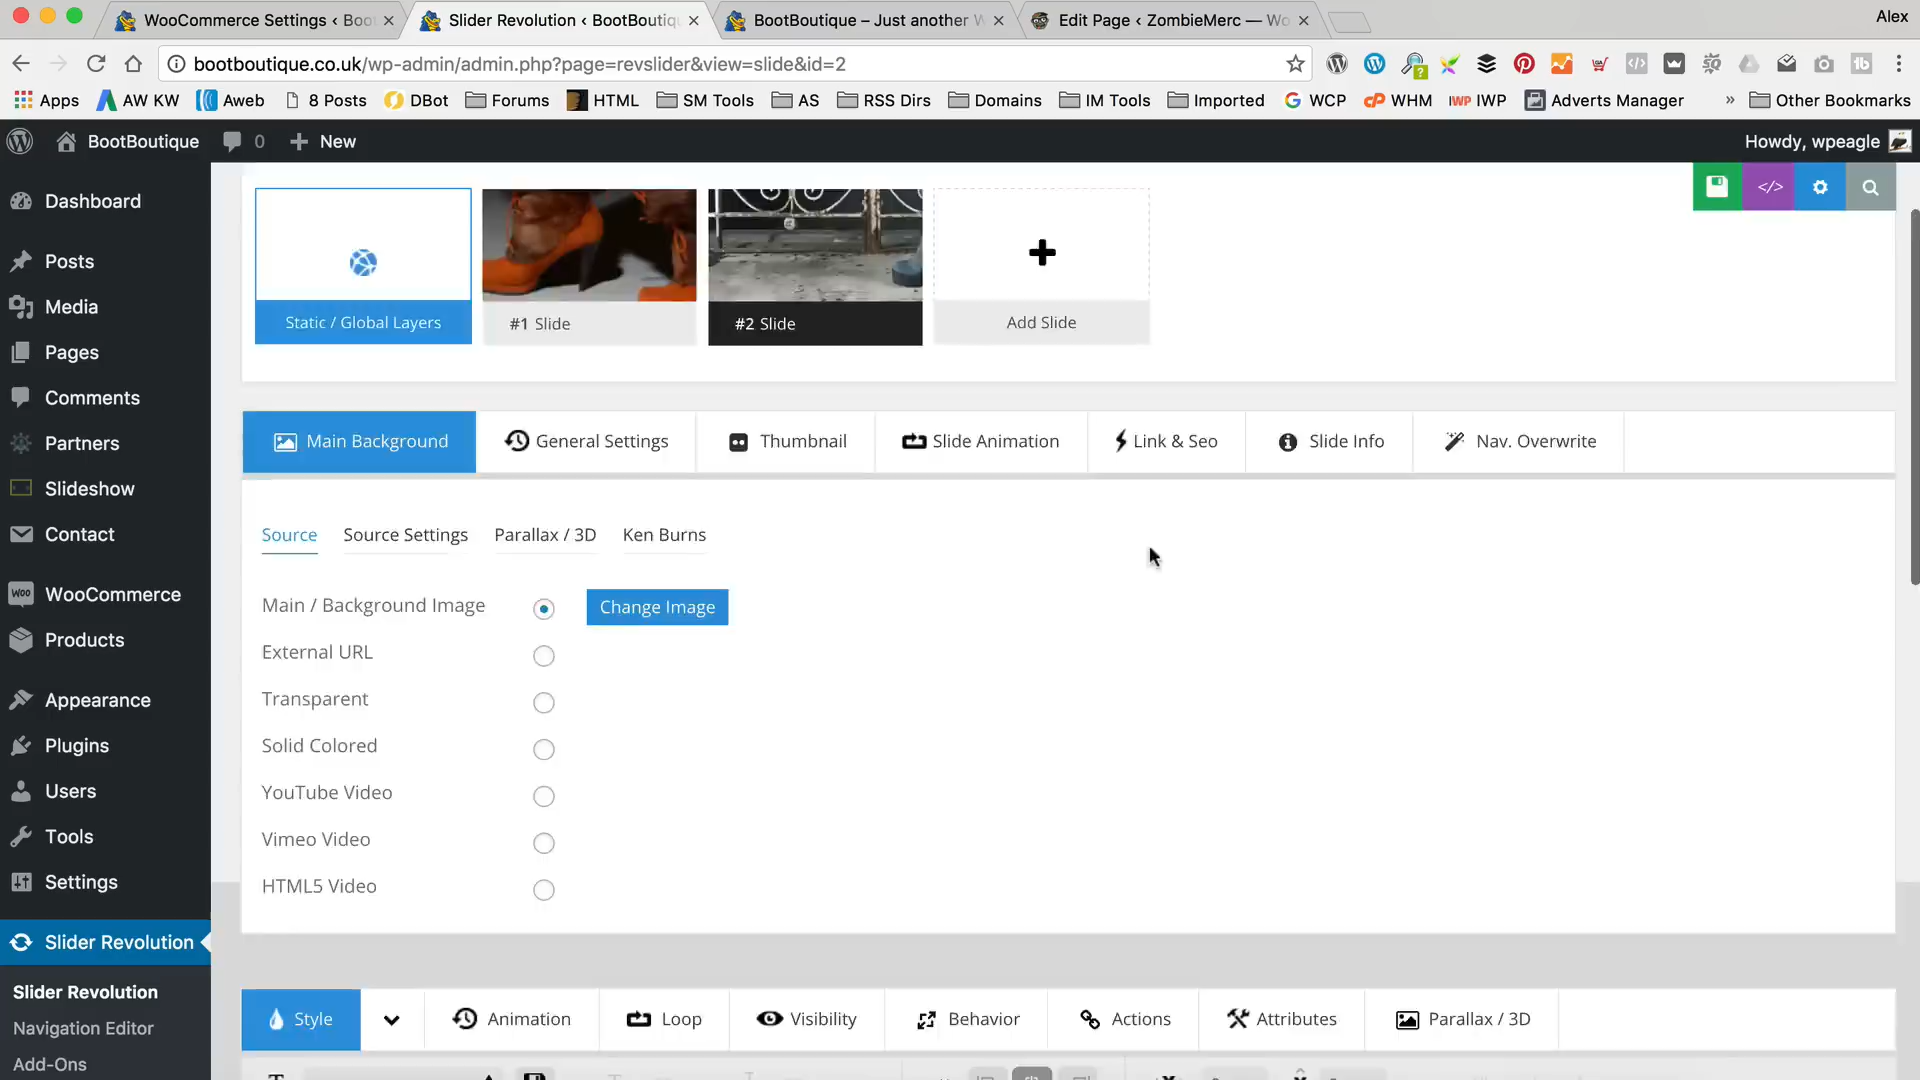 WooCommerce Settings ‹ Boo
Slider Revolution ‹ BootBoutiq
BootBoutique – Just another W
Edit Page ‹ ZombieMerc — Wo
Alex
bootboutique.co.uk/wp-admin/admin.php?page=revslider&view=slide&id=2
Apps
AW KW
Aweb
8 Posts
DBot
Forums
HTML
SM Tools
AS
RSS Dirs
Domains
IM Tools
Imported
WCP
WHM
IWP
Adverts Manager
»
Other Bookmarks
BootBoutique
0
New
Howdy, wpeagle
Dashboard
Posts
Media
Pages
Comments
Partners
Slideshow
Contact
WooCommerce
Products
Appearance
Plugins
Users
Tools
Settings
Slider Revolution
Slider Revolution
Navigation Editor
Add-Ons
Static / Global Layers
#1 Slide
#2 Slide
Add Slide
Main Background
General Settings
Thumbnail
Slide Animation
Link & Seo
Slide Info
Nav. Overwrite
Source
Source Settings
Parallax / 3D
Ken Burns
Main / Background Image
Change Image
External URL
Transparent
Solid Colored
YouTube Video
Vimeo Video
HTML5 Video
Style
Animation
Loop
Visibility
Behavior
Actions
Attributes
Parallax / 3D